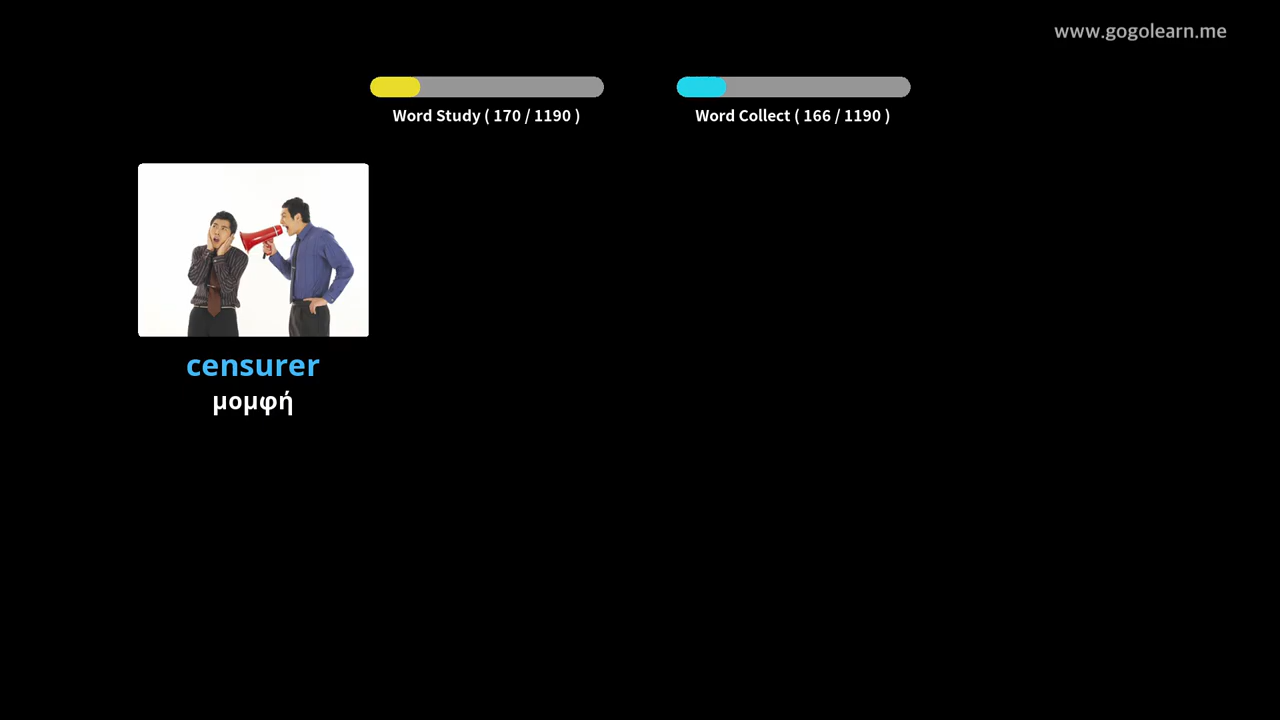 www.gogolearn.me
Word Study ( 170 / 1190 )
Word Collect ( 166 / 1190 )
censurer
μομφή